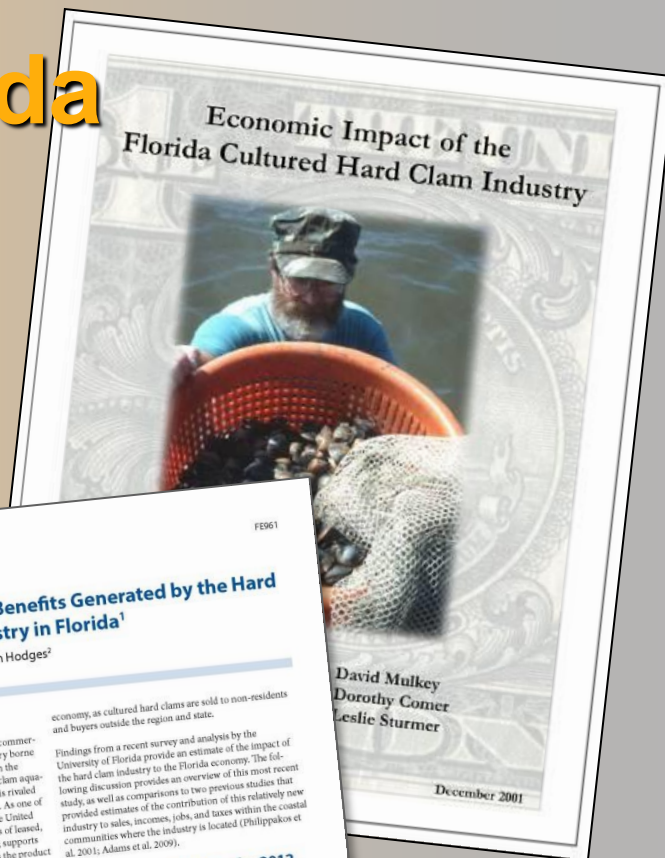 da
Economic Impact of the
Florida Cultured Hard Clam Industry
David Mulkey
Dorothy Comer
Leslie Sturmer
December 2001
FE961
Benefits Generated by the Hard
stry in Florida¹
n Hodges²
economy, as cultured hard clams are sold to non-residents
and buyers outside the region and state.
Findings from a recent survey and analysis by the
University of Florida provide an estimate of the impact of
the hard clam industry to the Florida economy. The fol-
lowing discussion provides an overview of this most recent
study, as well as comparisons to two previous studies that
provided estimates of the contribution of this relatively new
industry to sales, incomes, jobs, and taxes within the coastal
communities where the industry is located (Philippakos et
al. 2001; Adams et al. 2009).
commer-
ry borne
n the
clam aqua-
is rivaled
. As one of
e United
s of leased,
supports
the product
2012